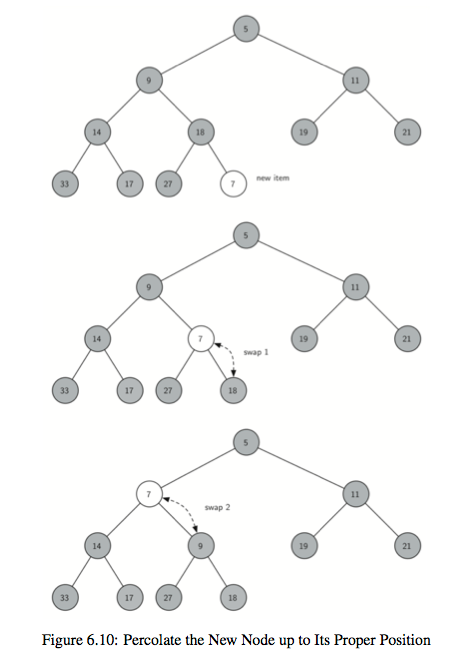 5
9 11
14 18 19 21
33 17 27 7 new item
5
9 11
14 7 19 21
swap 1
33 17 27 18
5
7 11
swap 2
14 9 19 21
33 17 27 18
Figure 6.10: Percolate the New Node up to Its Proper Position